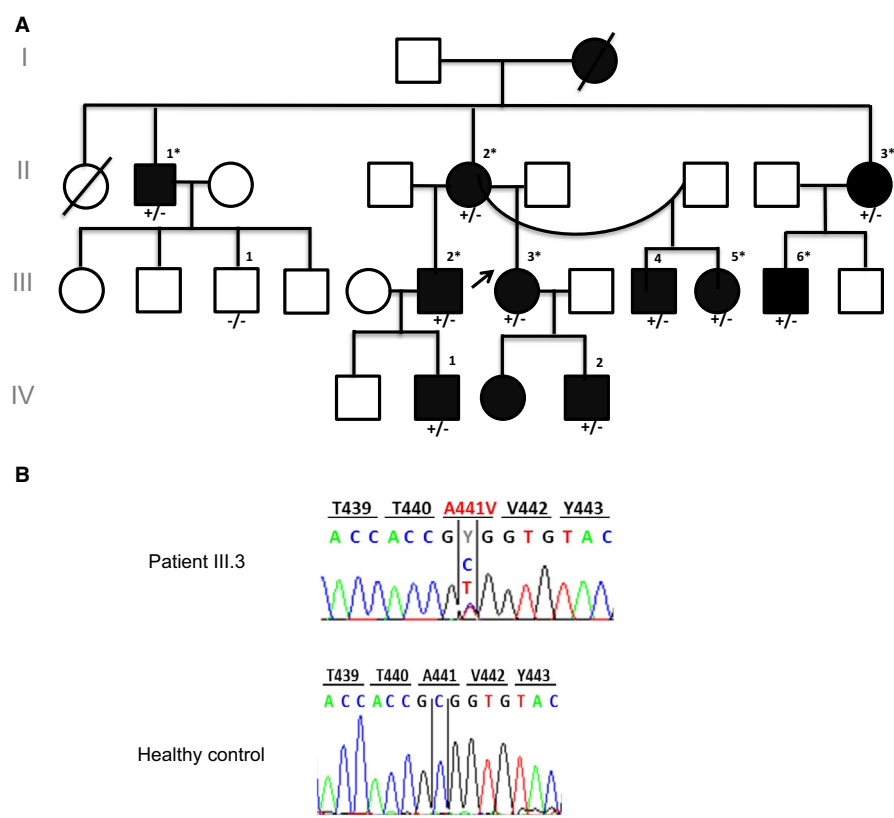 A
I
II
1*
2*
3*
+/-
+/-
+/-
III
1
2*
3*
4
5*
6*
-/-
+/-
+/-
+/-
+/-
+/-
IV
1
2
+/-
+/-
B
T439 T440 A441V V442 Y443
A C C A C C G Y G G T G T A C
C
T
Patient III.3
T439 T440 A441 V442 Y443
A C C A C C G C G G T G T A C
Healthy control